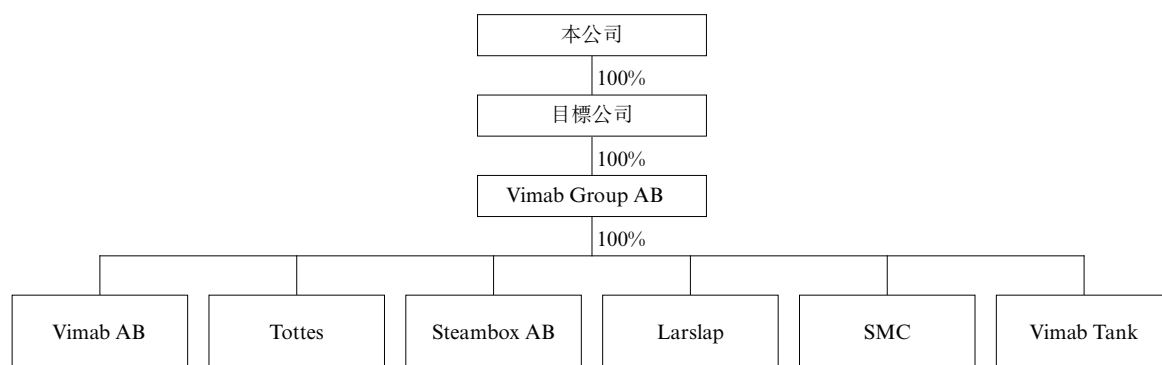 本公司
100%
目標公司
100%
Vimab Group AB
100%
Vimab AB
Tottes
Steambox AB
Larslap
SMC
Vimab Tank